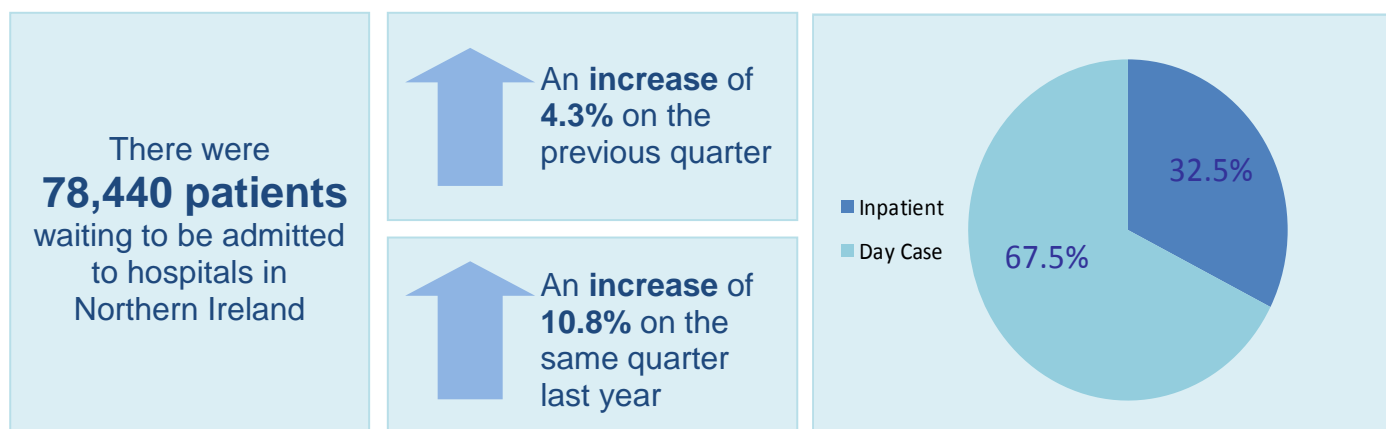 There were
78,440 patients
waiting to be admitted
to hospitals in
Northern Ireland
An increase of
4.3% on the
previous quarter
An increase of
10.8% on the
same quarter
last year
Inpatient
Day Case
32.5%
67.5%